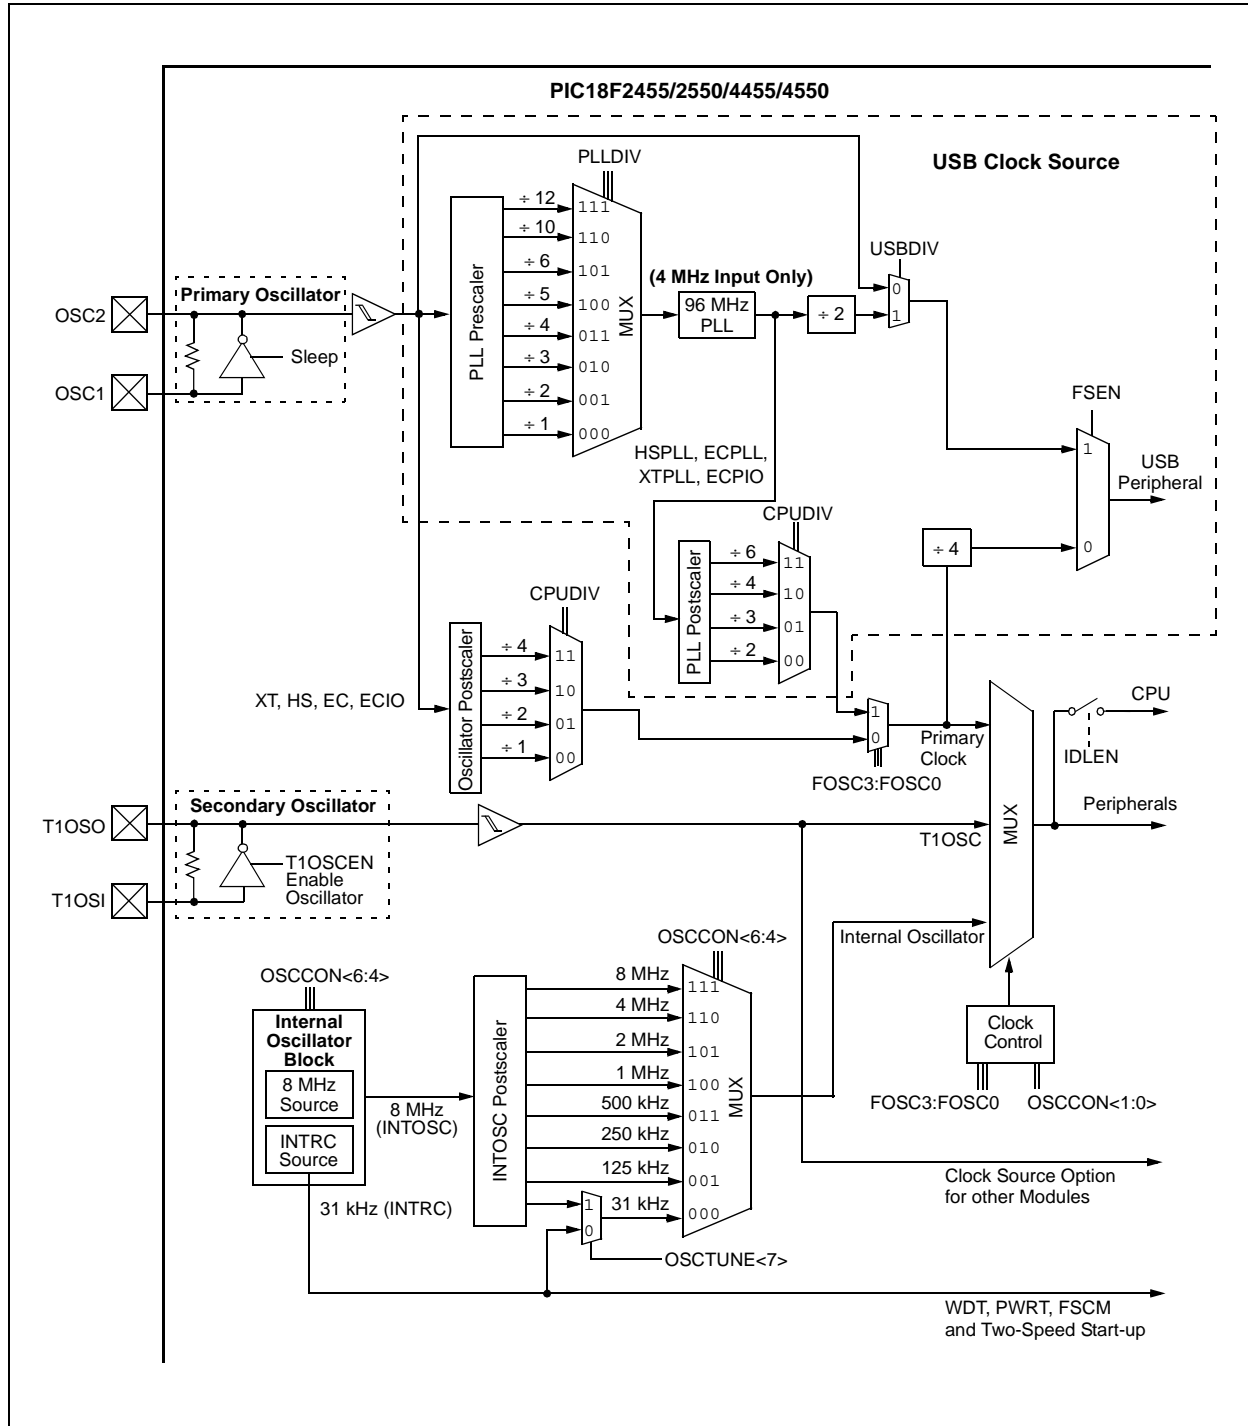 PIC18F2455/2550/4455/4550
USB Clock Source
PLLDIV
PLL Prescaler
÷ 12
÷ 10
÷ 6
÷ 5
÷ 4
÷ 3
÷ 2
÷ 1
111
110
101
100
011
010
001
000
MUX
(4 MHz Input Only)
96 MHz
PLL
÷ 2
USBDIV
0
1
FSEN
1
0
USB
Peripheral
÷ 4
Primary Oscillator
OSC2
OSC1
Sleep
HSPLL, ECPLL,
XTPLL, ECPIO
CPUDIV
PLL Postscaler
÷ 6
÷ 4
÷ 3
÷ 2
11
10
01
00
CPUDIV
XT, HS, EC, ECIO
Oscillator Postscaler
÷ 4
÷ 3
÷ 2
÷ 1
11
10
01
00
1
0
FOSC3:FOSC0
Primary
Clock
MUX
CPU
IDLEN
Peripherals
Secondary Oscillator
T1OSO
T1OSI
T1OSCEN
Enable
Oscillator
T1OSC
Internal Oscillator
Clock
Control
FOSC3:FOSC0
OSCCON<1:0>
OSCCON<6:4>
Internal
Oscillator
Block
8 MHz
Source
INTRC
Source
8 MHz
(INTOSC)
31 kHz (INTRC)
INTOSC Postscaler
OSCCON<6:4>
8 MHz
4 MHz
2 MHz
1 MHz
500 kHz
250 kHz
125 kHz
31 kHz
111
110
101
100
011
010
001
000
MUX
1
0
OSCTUNE<7>
Clock Source Option
for other Modules
WDT, PWRT, FSCM
and Two-Speed Start-up